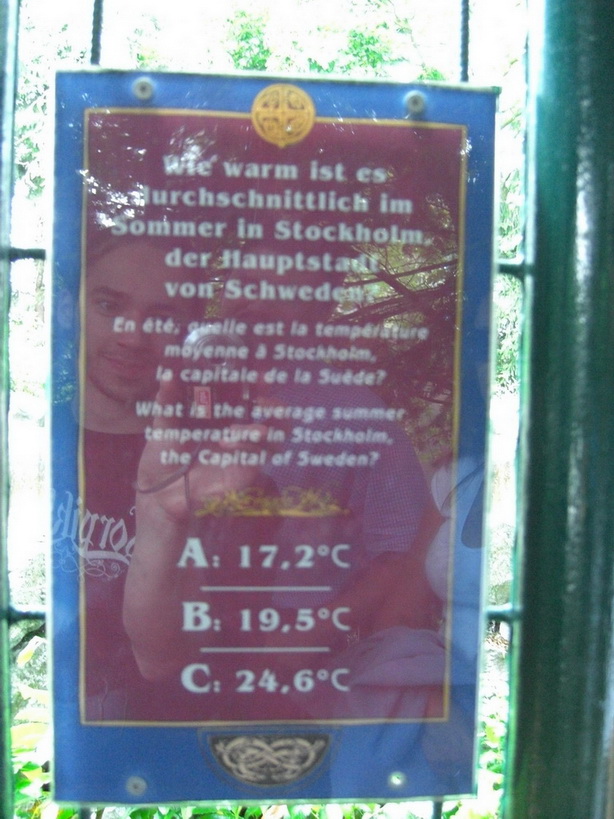 Wie warm ist es
durchschnittlich im
Sommer in Stockholm,
der Hauptstadt
von Schweden?
En été, quelle est la température
moyenne à Stockholm,
la capitale de la Suède?
What is the average summer
temperature in Stockholm,
the Capital of Sweden?
A: 17,2°C
B: 19,5°C
C: 24,6°C